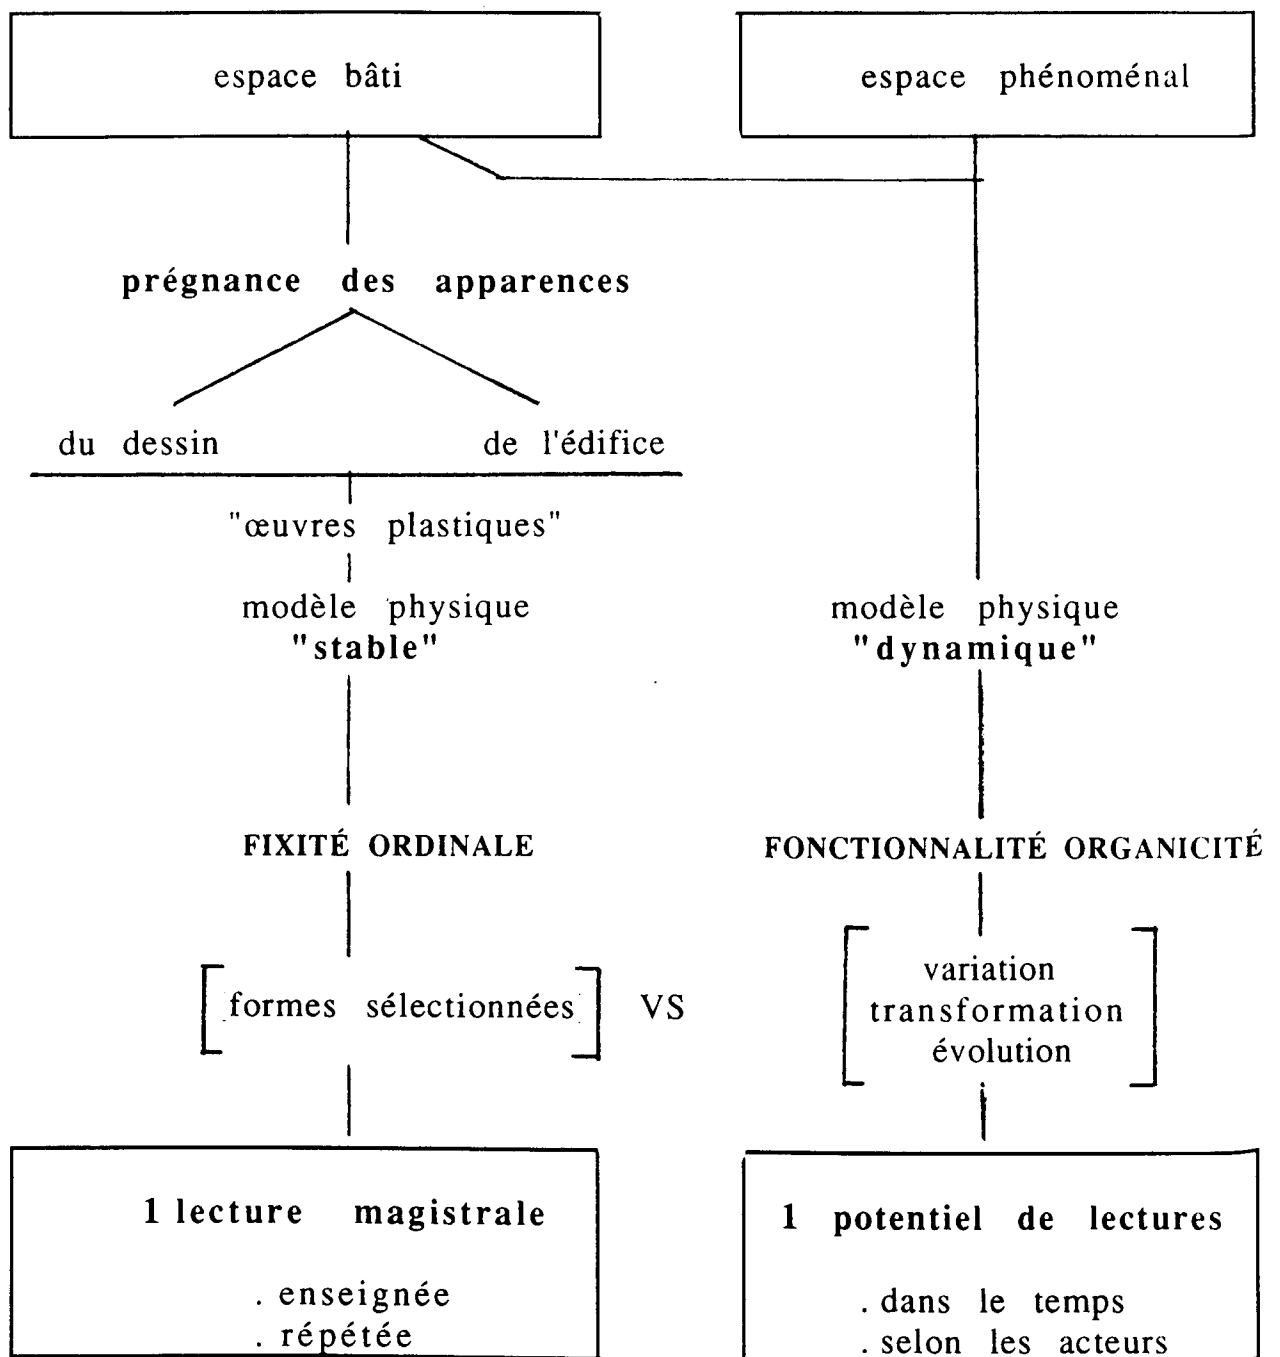 espace bâti
espace phénoménal
prégnance des apparences
du dessin
de l'édifice
"œuvres plastiques"
modèle physique
"stable"
modèle physique
"dynamique"
FIXITÉ ORDINALE
FONCTIONNALITÉ ORGANICITÉ
formes sélectionnées
VS
variation
transformation
évolution
1 lecture magistrale
. enseignée
. répétée
1 potentiel de lectures
. dans le temps
. selon les acteurs